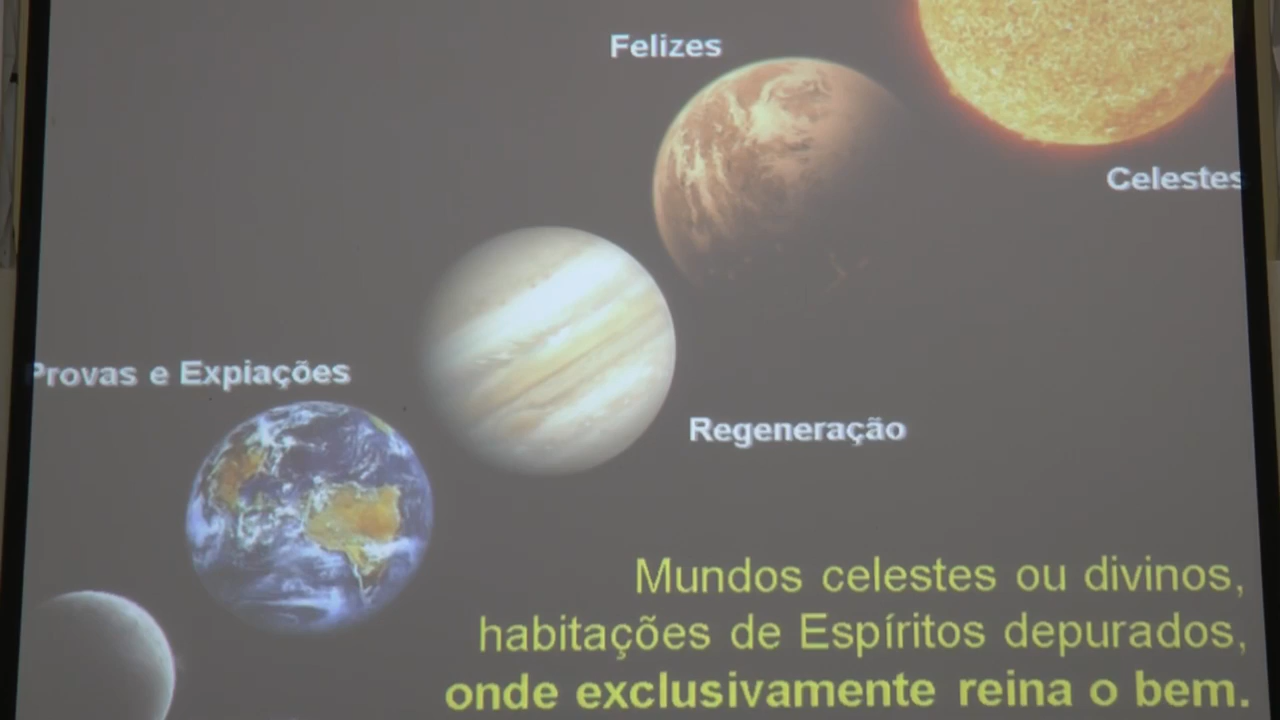 Felizes
Celestes
Provas e Expiações
Regeneração
Mundos celestes ou divinos,
habitações de Espíritos depurados,
onde exclusivamente reina o bem.